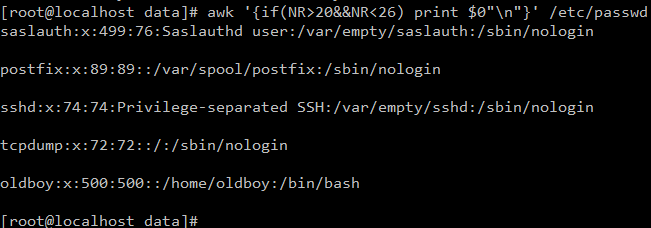 [root@localhost data]# awk '{if(NR>20&&NR<26) print $0"\n"}' /etc/passwd
saslauth:x:499:76:Saslauthd user:/var/empty/saslauth:/sbin/nologin
postfix:x:89:89::/var/spool/postfix:/sbin/nologin
sshd:x:74:74:Privilege-separated SSH:/var/empty/sshd:/sbin/nologin
tcpdump:x:72:72::/:/sbin/nologin
oldboy:x:500:500::/home/oldboy:/bin/bash
[root@localhost data]#